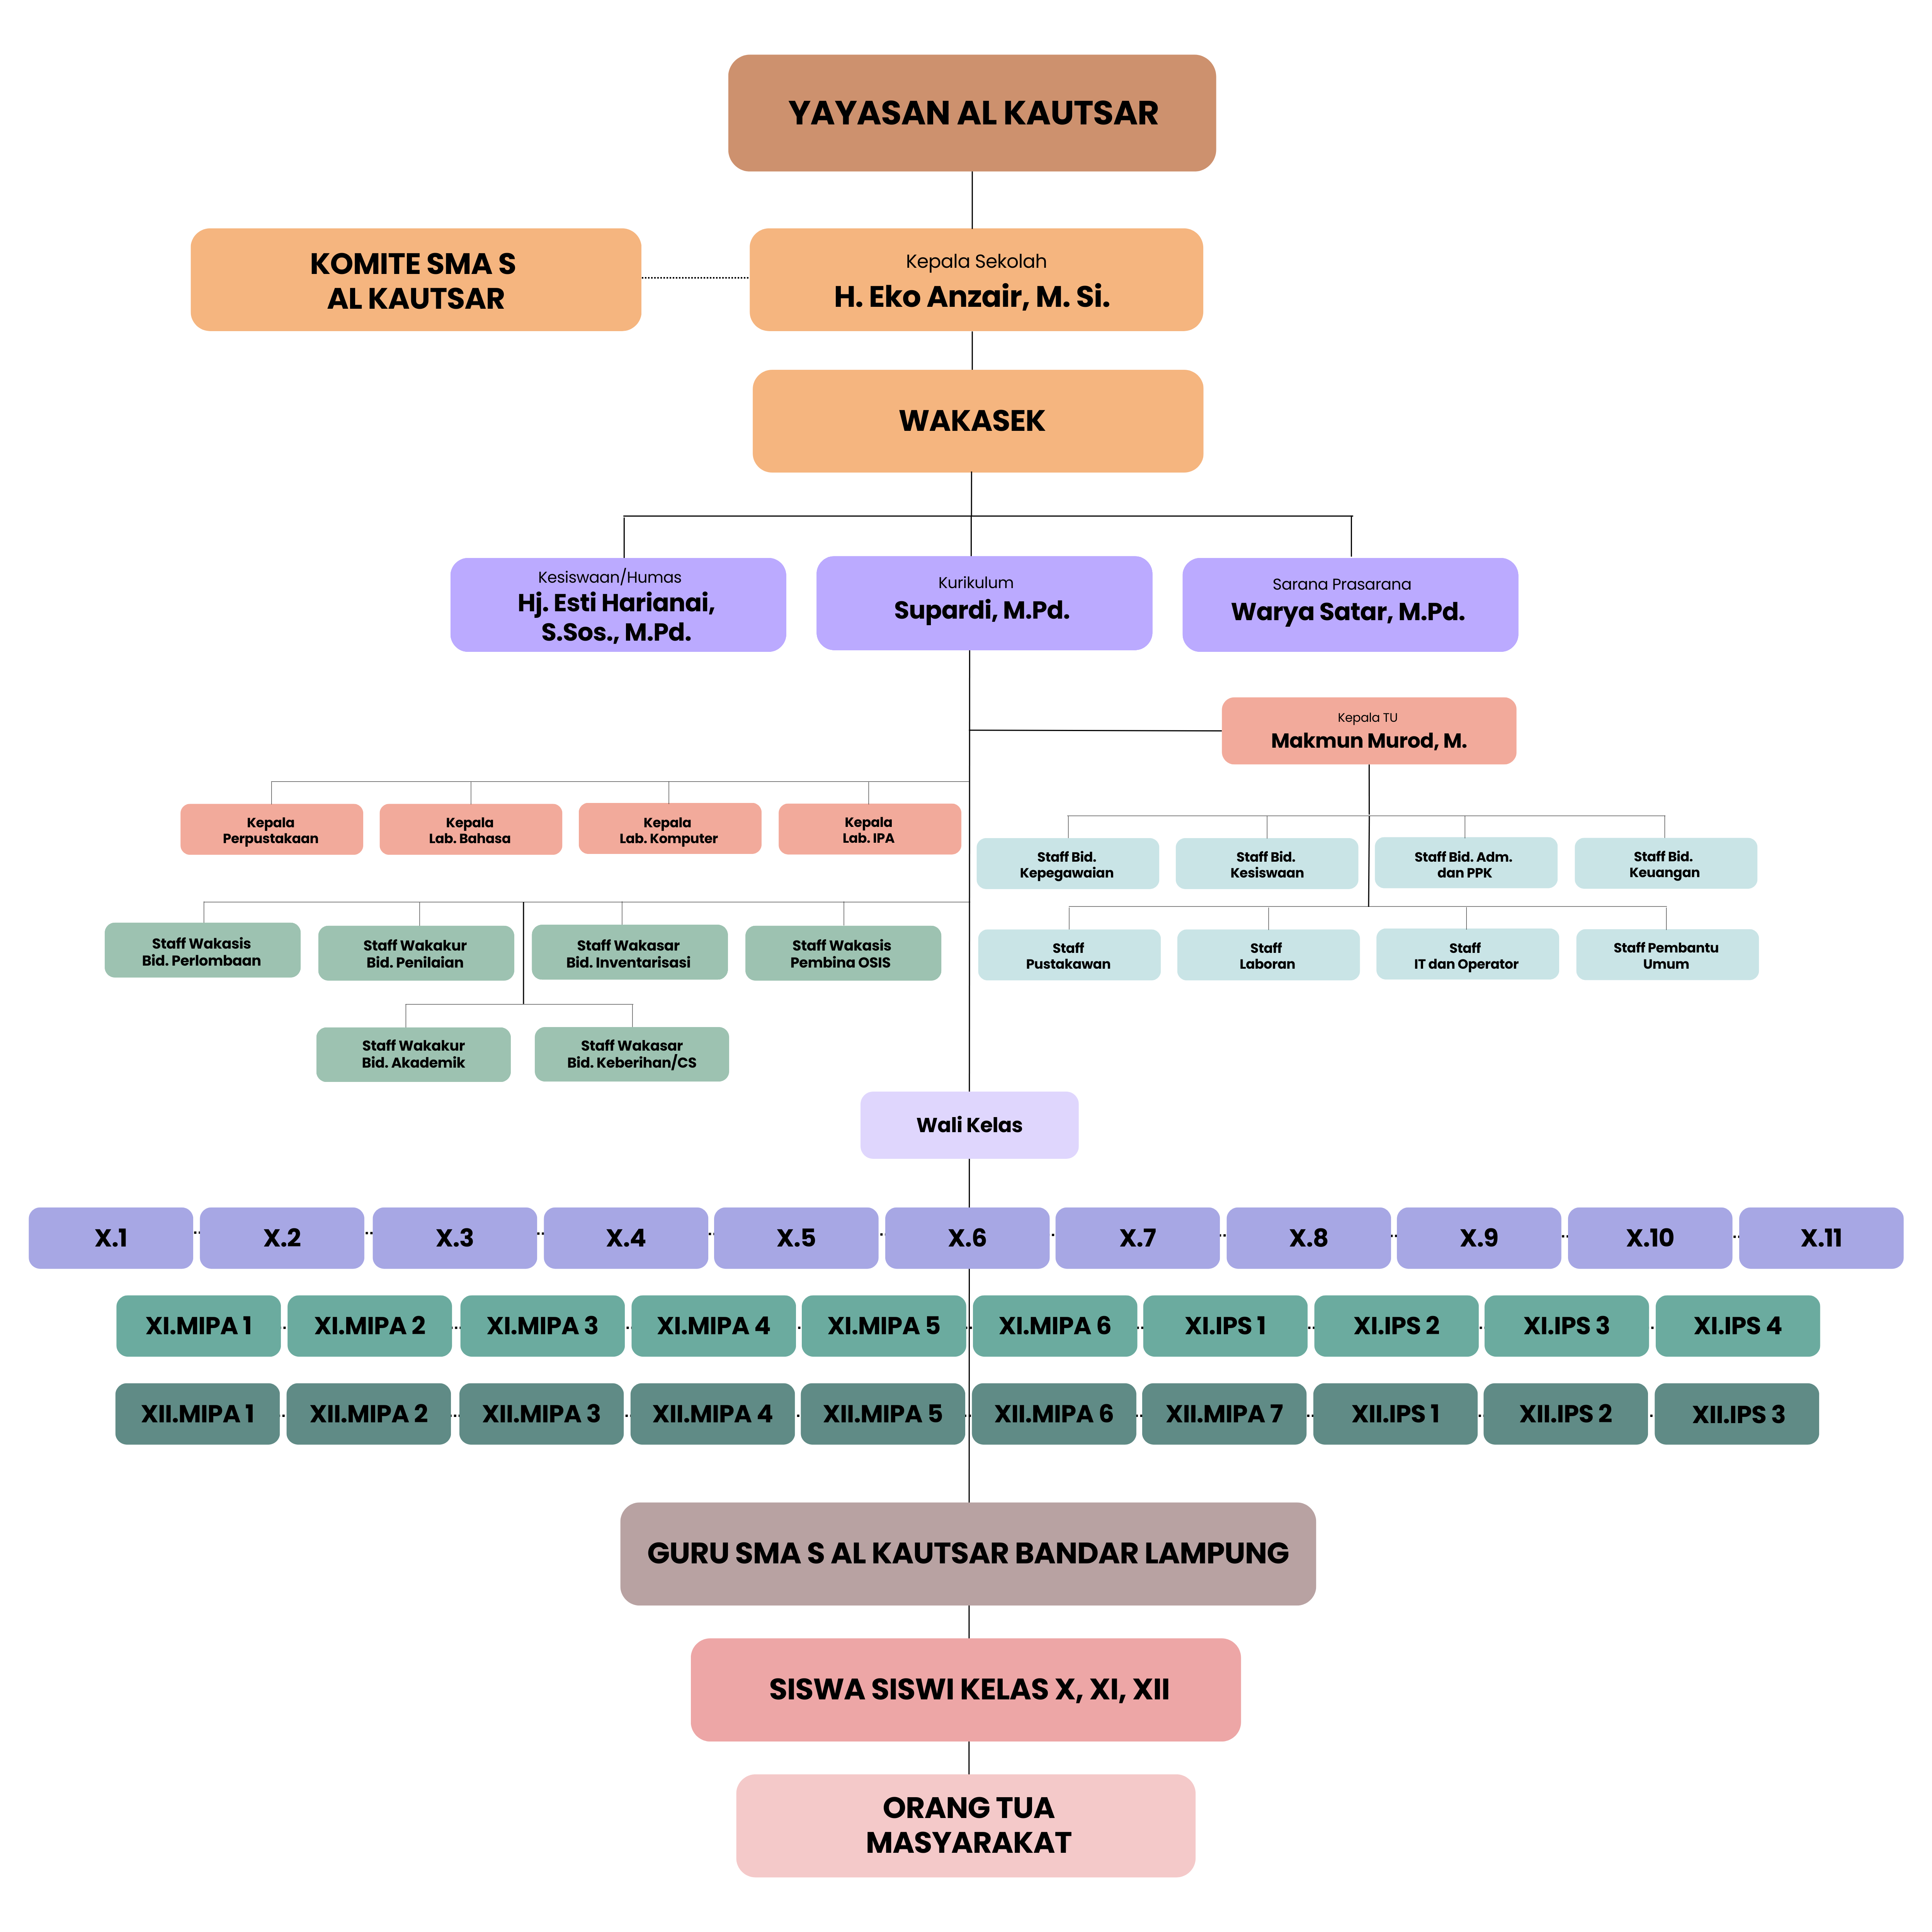 YAYASAN AL KAUTSAR
KOMITE SMA S
AL KAUTSAR
Kepala Sekolah
H. Eko Anzair, M. Si.
WAKASEK
Kesiswaan/Humas
Hj. Esti Harianai,
S.Sos., M.Pd.
Kurikulum
Supardi, M.Pd.
Sarana Prasarana
Warya Satar, M.Pd.
Kepala TU
Makmun Murod, M.
Kepala
Perpustakaan
Kepala
Lab. Bahasa
Kepala
Lab. Komputer
Kepala
Lab. IPA
Staff Bid.
Kepegawaian
Staff Bid.
Kesiswaan
Staff Bid. Adm.
dan PPK
Staff Bid.
Keuangan
Staff Wakasis
Bid. Perlombaan
Staff Wakakur
Bid. Penilaian
Staff Wakasar
Bid. Inventarisasi
Staff Wakasis
Pembina OSIS
Staff
Pustakawan
Staff
Laboran
Staff
IT dan Operator
Staff Pembantu
Umum
Staff Wakakur
Bid. Akademik
Staff Wakasar
Bid. Keberihan/CS
Wali Kelas
X.1
X.2
X.3
X.4
X.5
X.6
X.7
X.8
X.9
X.10
X.11
XI.MIPA 1
XI.MIPA 2
XI.MIPA 3
XI.MIPA 4
XI.MIPA 5
XI.MIPA 6
XI.IPS 1
XI.IPS 2
XI.IPS 3
XI.IPS 4
XII.MIPA 1
XII.MIPA 2
XII.MIPA 3
XII.MIPA 4
XII.MIPA 5
XII.MIPA 6
XII.MIPA 7
XII.IPS 1
XII.IPS 2
XII.IPS 3
GURU SMA S AL KAUTSAR BANDAR LAMPUNG
SISWA SISWI KELAS X, XI, XII
ORANG TUA
MASYARAKAT